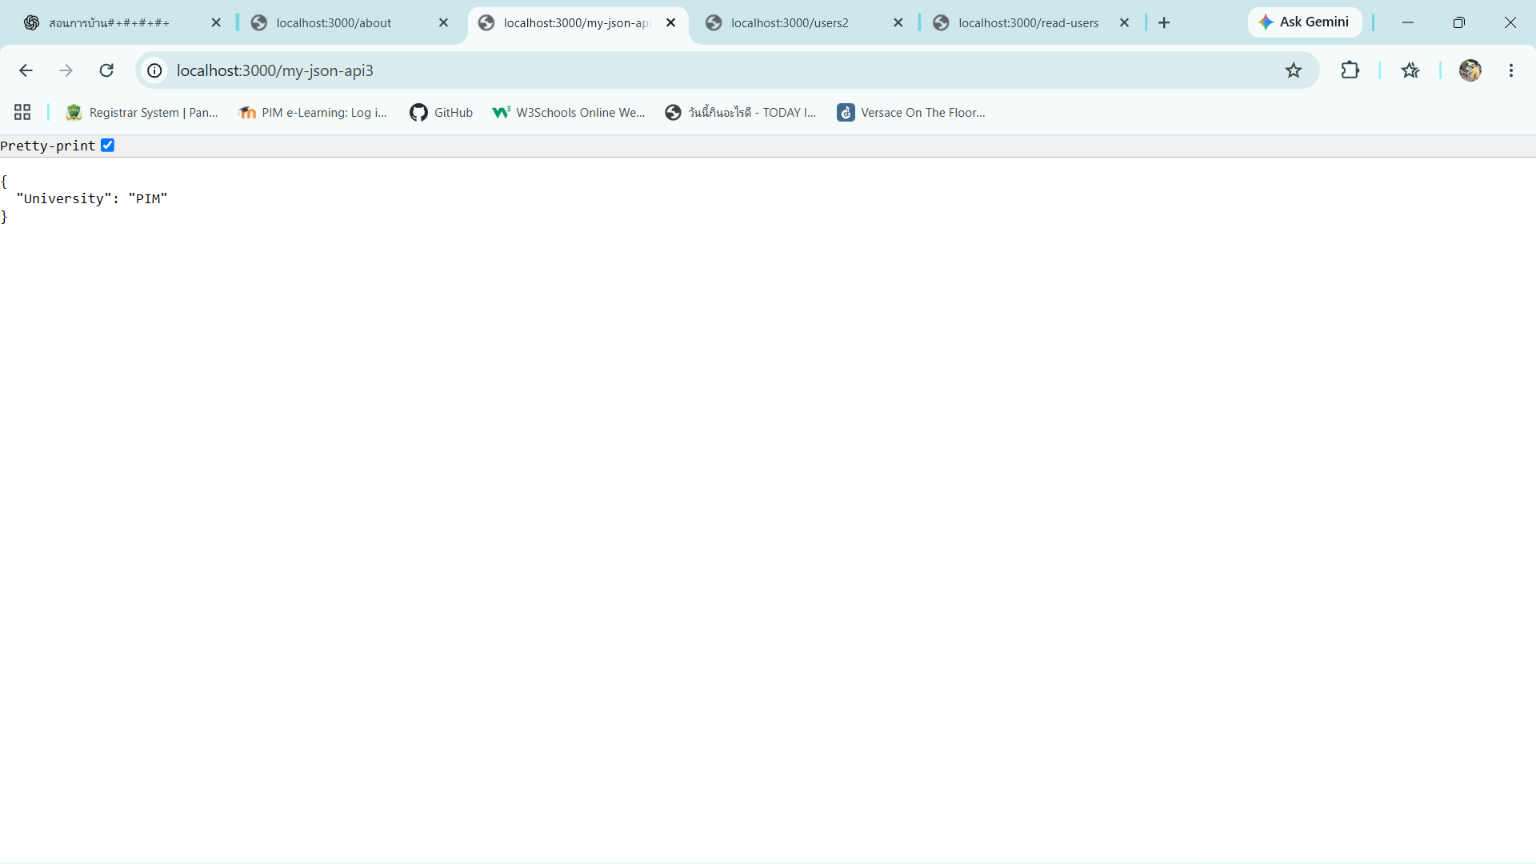 สอนการบ้าน#+#+#+#+
localhost:3000/about
localhost:3000/my-json-api
localhost:3000/users2
localhost:3000/read-users
Ask Gemini
localhost:3000/my-json-api3
Registrar System | Pan...
PIM e-Learning: Log i...
GitHub
W3Schools Online We...
วันนี้กินอะไรดี - TODAY I...
Versace On The Floor...
Pretty-print
{
"University": "PIM"
}